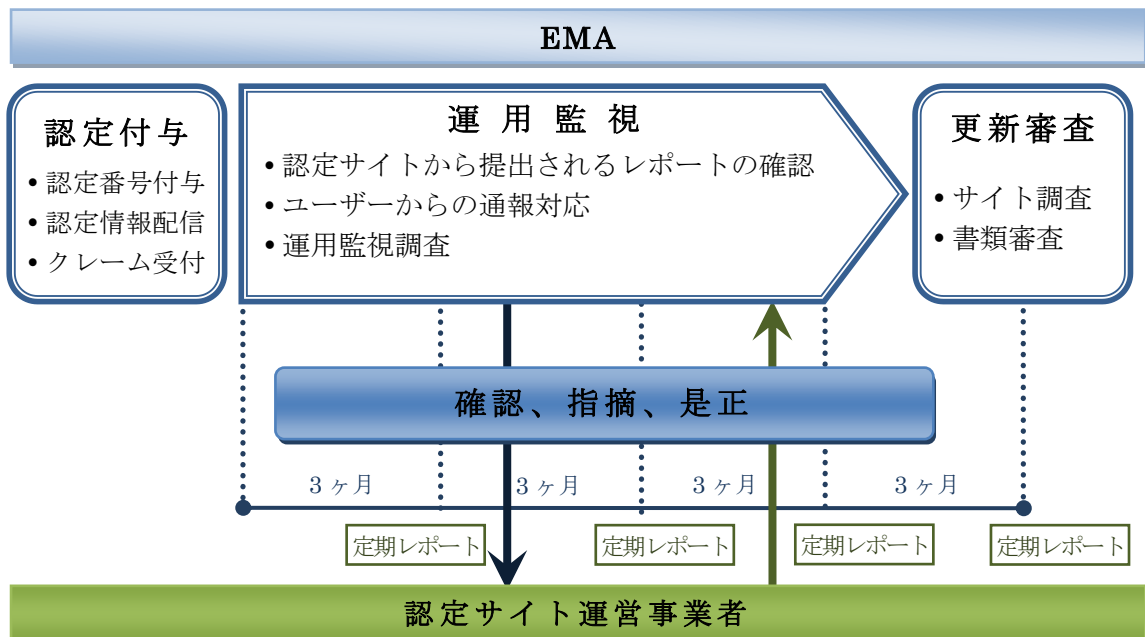 EMA
認定付与
• 認定番号付与
• 認定情報配信
• クレーム受付
運用監視
• 認定サイトから提出されるレポートの確認
• ユーザーからの通報対応
• 運用監視調査
更新審査
• サイト調査
• 書類審査
確認、指摘、是正
3ヶ月
3ヶ月
3ヶ月
3ヶ月
定期レポート
定期レポート
定期レポート
定期レポート
認定サイト運営事業者